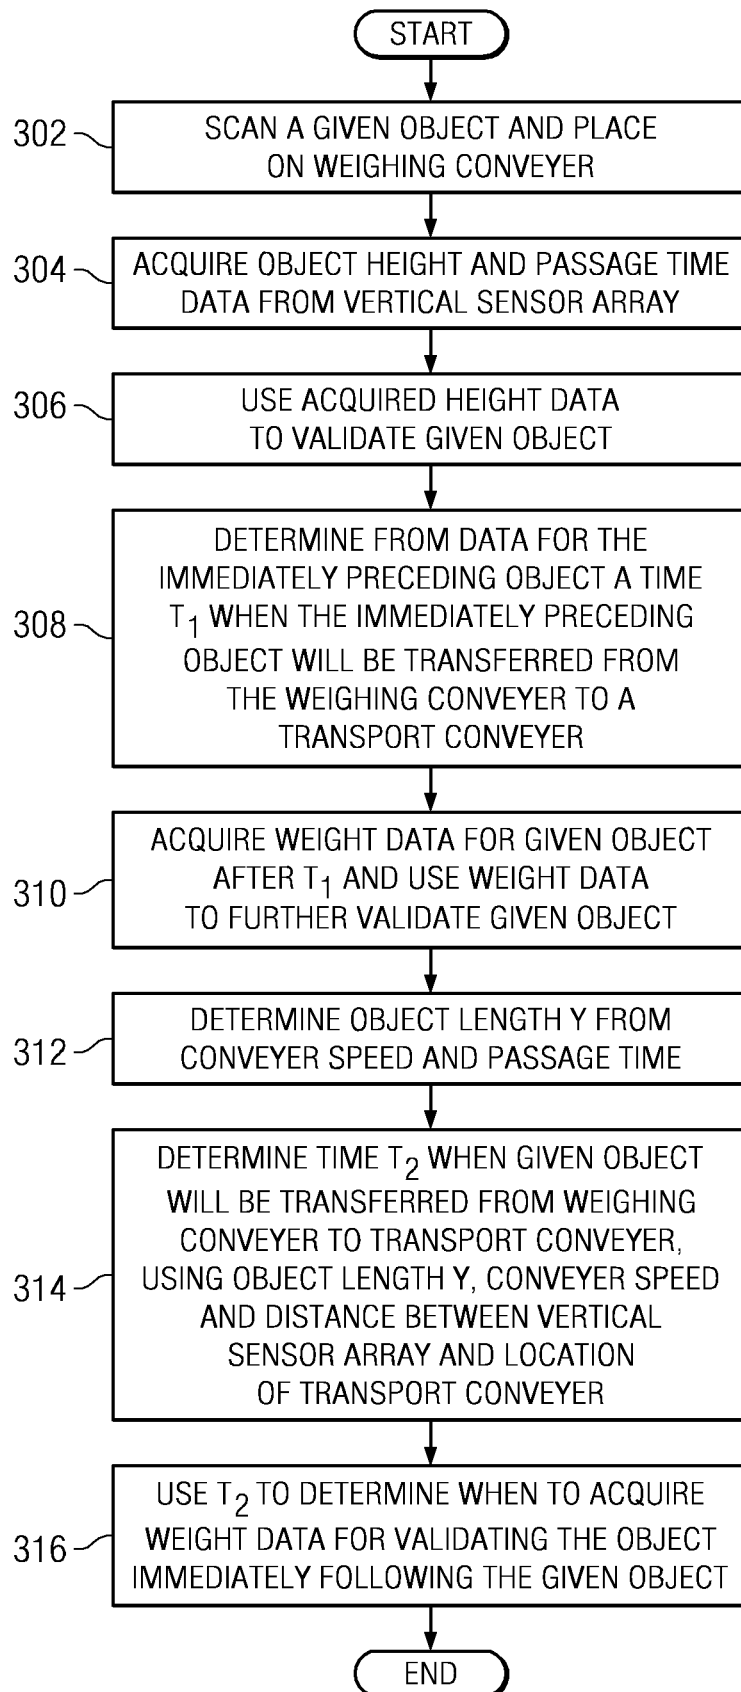 START
302
SCAN A GIVEN OBJECT AND PLACE
ON WEIGHING CONVEYER
304
ACQUIRE OBJECT HEIGHT AND PASSAGE TIME
DATA FROM VERTICAL SENSOR ARRAY
306
USE ACQUIRED HEIGHT DATA
TO VALIDATE GIVEN OBJECT
308
DETERMINE FROM DATA FOR THE
IMMEDIATELY PRECEDING OBJECT A TIME
T1 WHEN THE IMMEDIATELY PRECEDING
OBJECT WILL BE TRANSFERRED FROM
THE WEIGHING CONVEYER TO A
TRANSPORT CONVEYER
310
ACQUIRE WEIGHT DATA FOR GIVEN OBJECT
AFTER T1 AND USE WEIGHT DATA
TO FURTHER VALIDATE GIVEN OBJECT
312
DETERMINE OBJECT LENGTH Y FROM
CONVEYER SPEED AND PASSAGE TIME
314
DETERMINE TIME T2 WHEN GIVEN OBJECT
WILL BE TRANSFERRED FROM WEIGHING
CONVEYER TO TRANSPORT CONVEYER,
USING OBJECT LENGTH Y, CONVEYER SPEED
AND DISTANCE BETWEEN VERTICAL
SENSOR ARRAY AND LOCATION
OF TRANSPORT CONVEYER
316
USE T2 TO DETERMINE WHEN TO ACQUIRE
WEIGHT DATA FOR VALIDATING THE OBJECT
IMMEDIATELY FOLLOWING THE GIVEN OBJECT
END